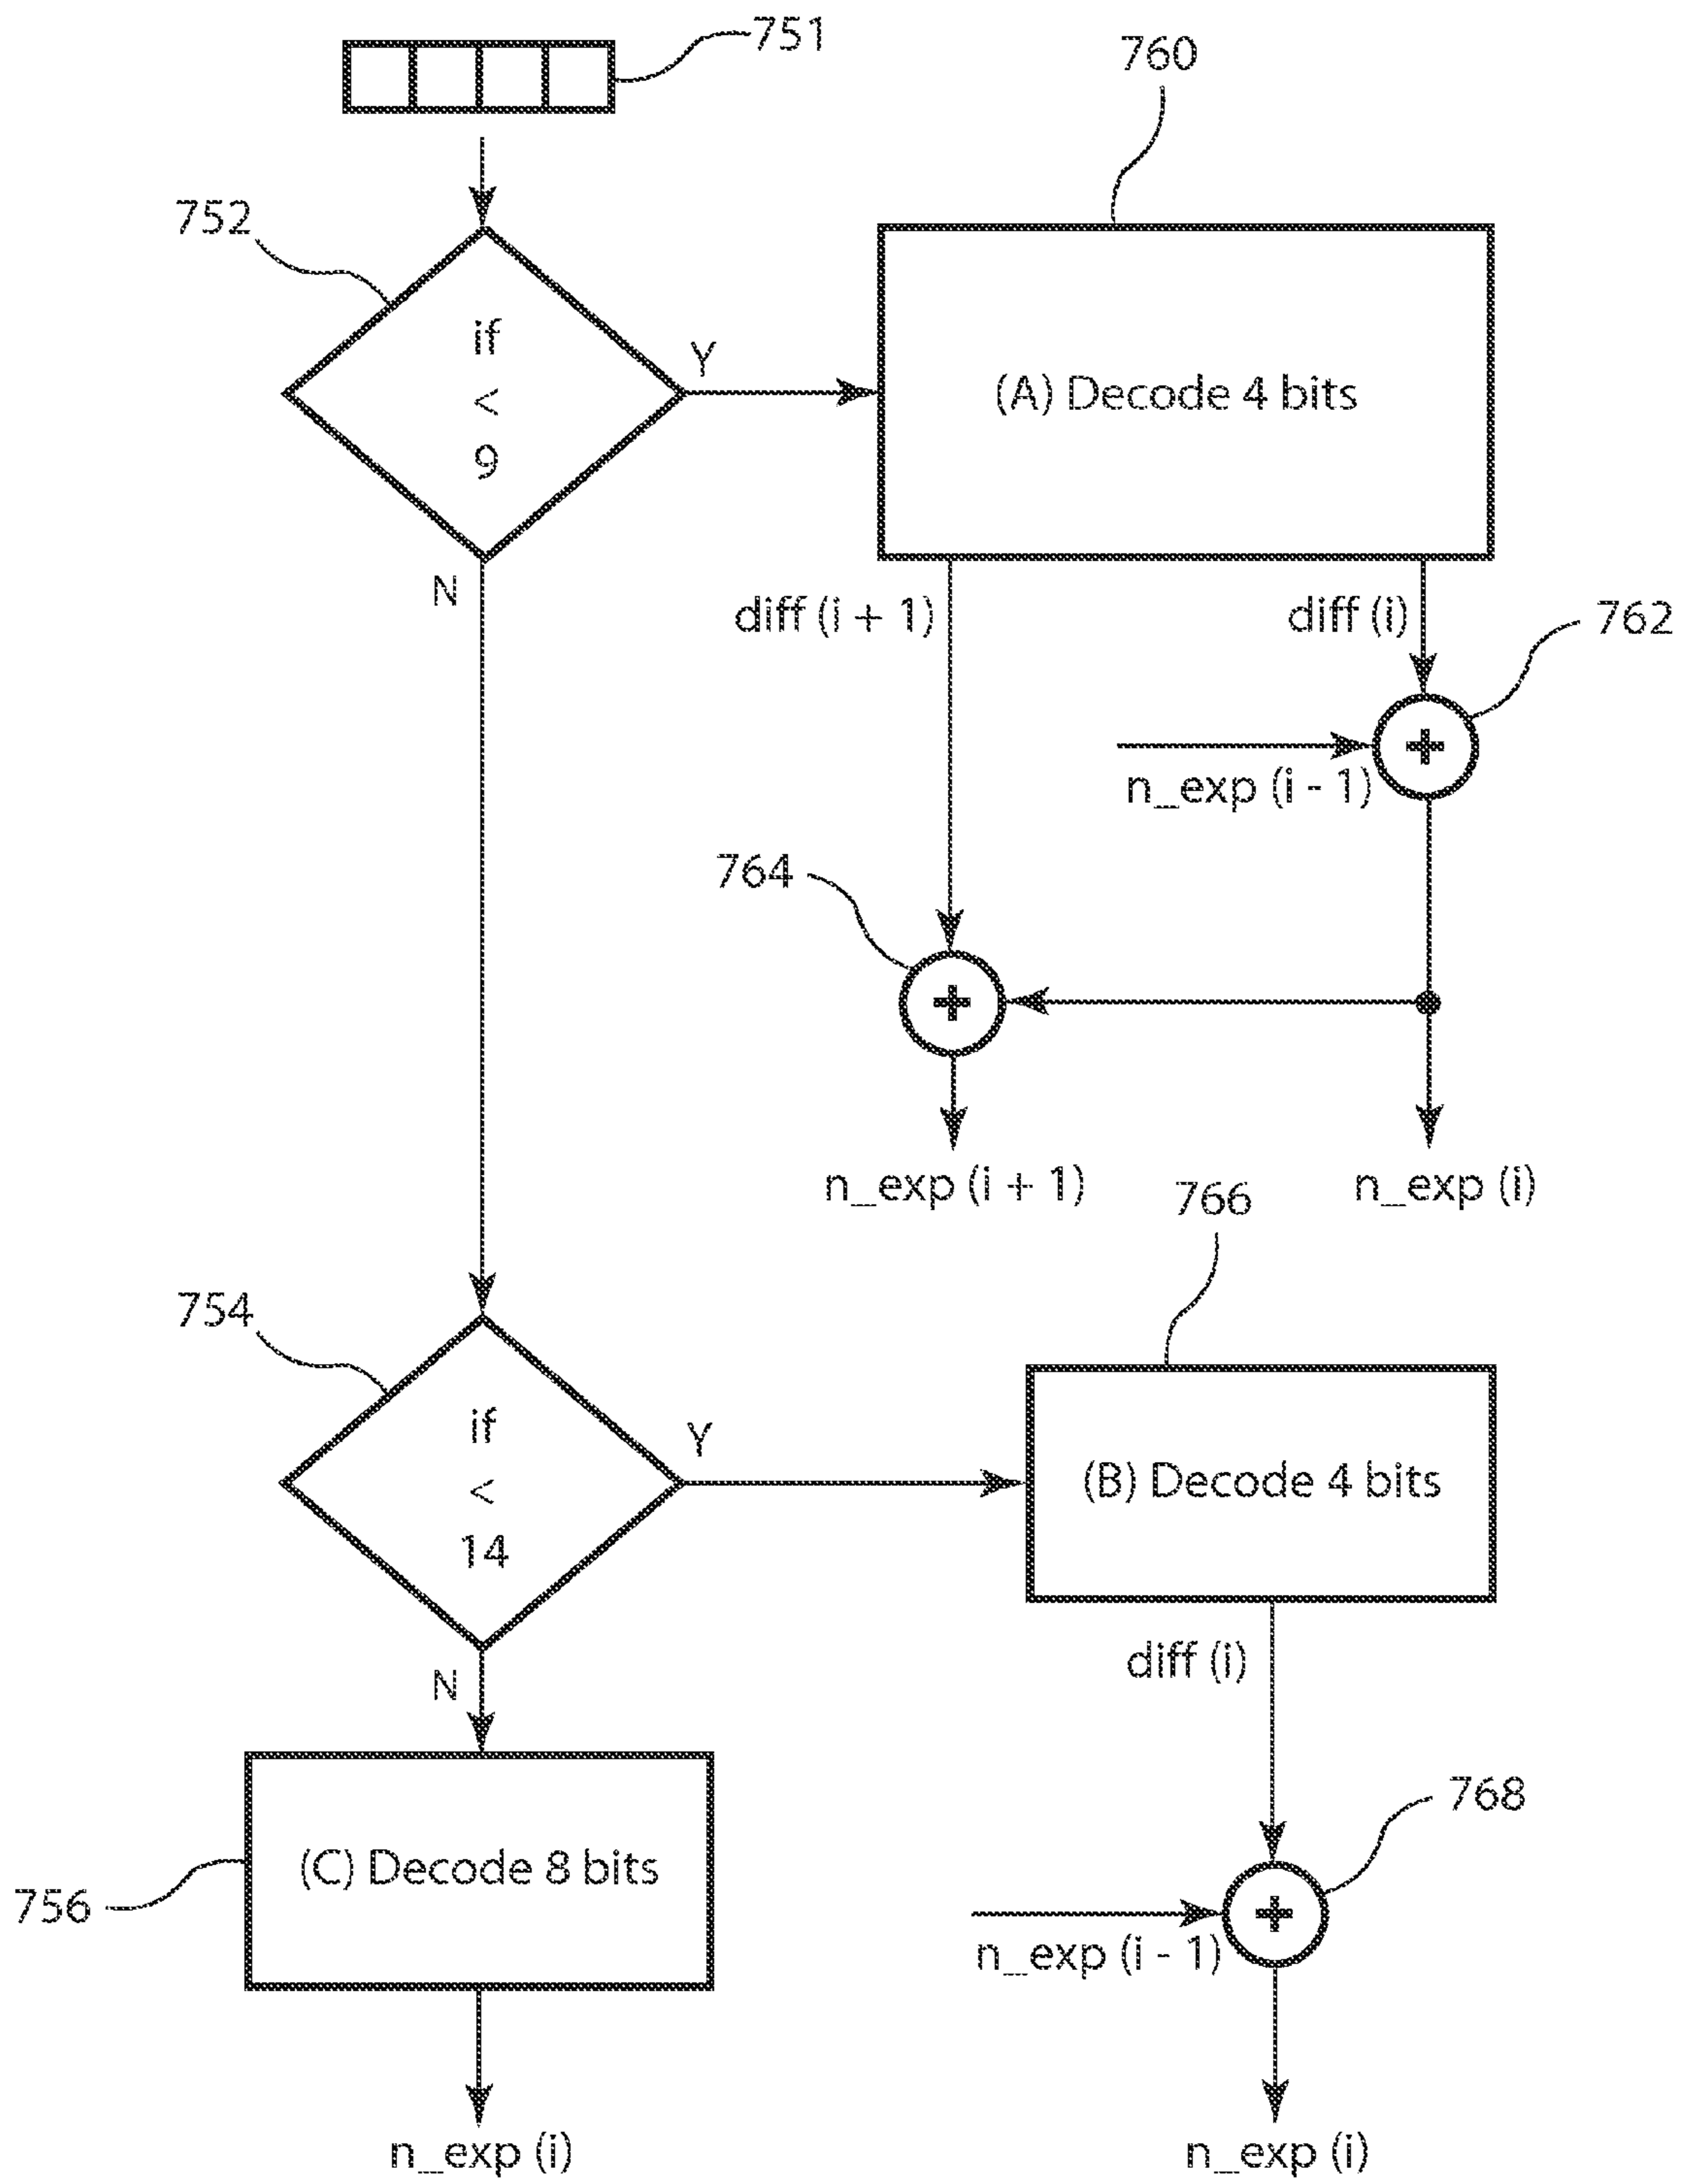 751
760
752
if
<
9
Y
(A) Decode 4 bits
N
diff (i + 1)
diff (i)
762
+
n_exp (i - 1)
764
+
n_exp (i + 1)
n_exp (i)
766
754
if
<
14
Y
(B) Decode 4 bits
N
diff (i)
(C) Decode 8 bits
756
768
+
n_exp (i - 1)
n_exp (i)
n_exp (i)